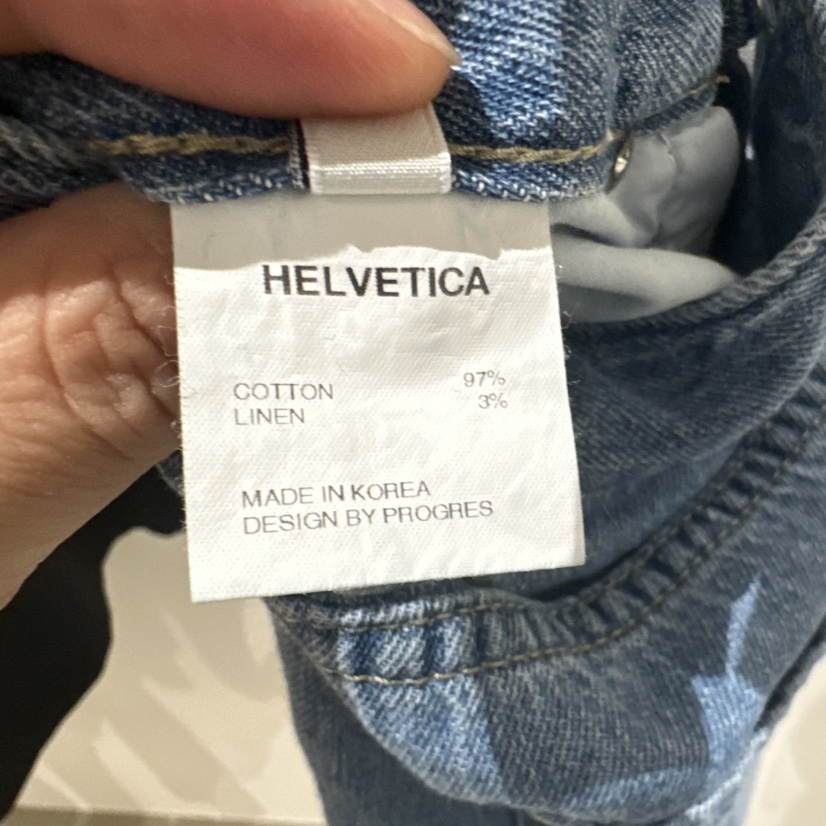 HELVETICA
COTTON 97%
LINEN 3%
MADE IN KOREA
DESIGN BY PROGRES